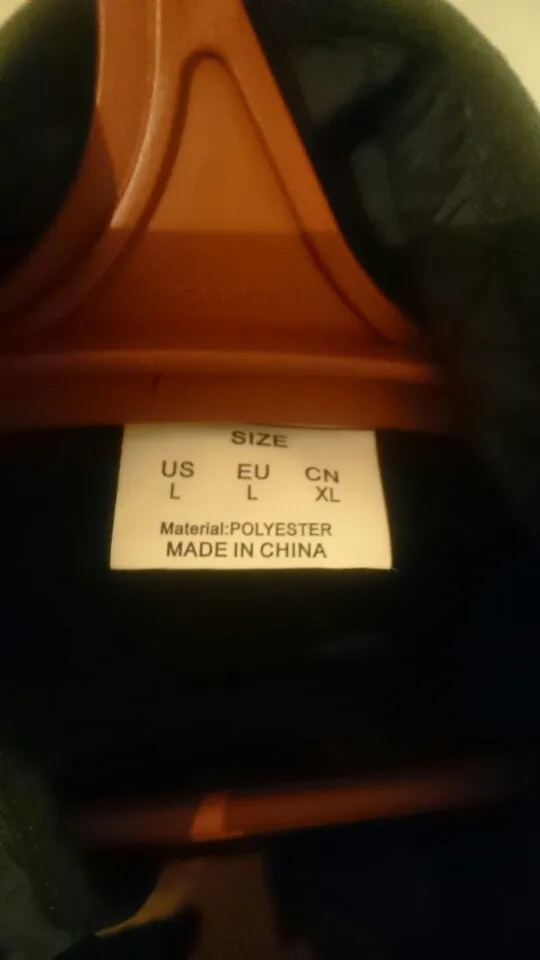 SIZE
US EU CN
L L XL
Material:POLYESTER
MADE IN CHINA